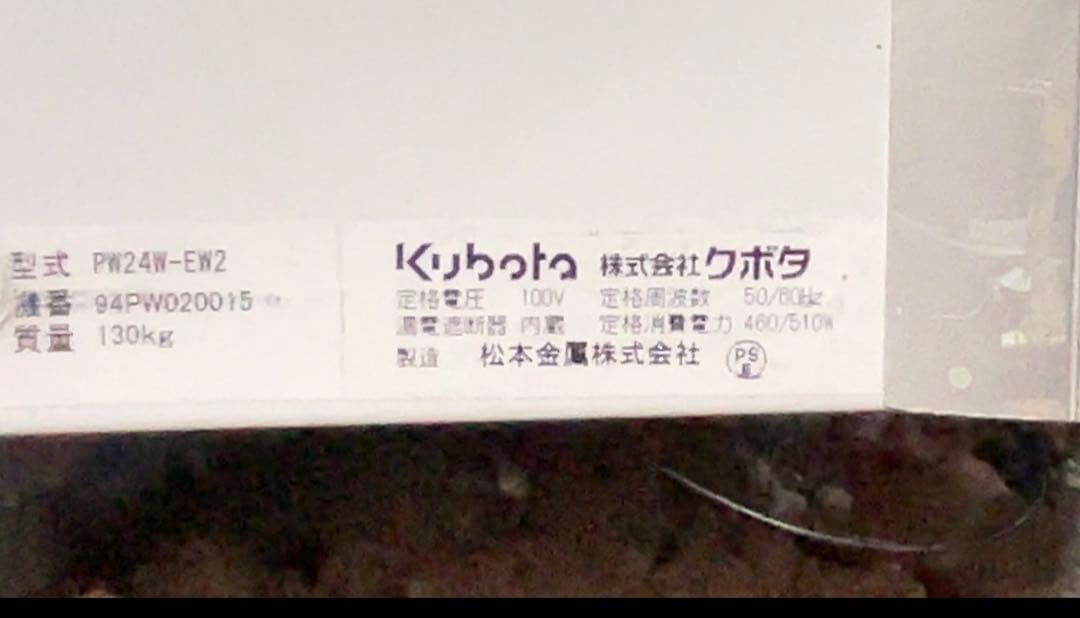 型式 PW24W-EW2
機番 94PW020015
質量 130kg
Kubota 株式会社クボタ
定格電圧 100V 定格周波数 50/60Hz
漏電遮断器 内蔵 定格消費電力 460/510W
製造 松本金属株式会社 PS E